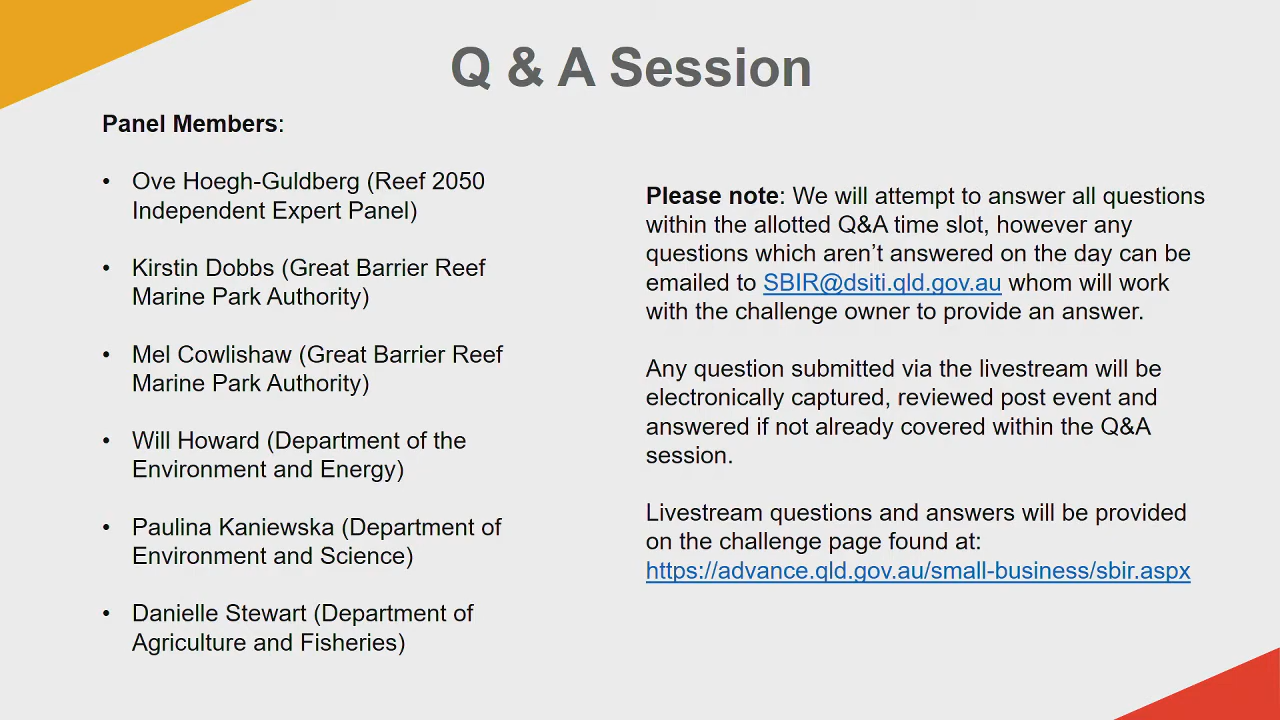 Q & A Session
Panel Members:
• Ove Hoegh-Guldberg (Reef 2050
Independent Expert Panel)
• Kirstin Dobbs (Great Barrier Reef
Marine Park Authority)
• Mel Cowlishaw (Great Barrier Reef
Marine Park Authority)
• Will Howard (Department of the
Environment and Energy)
• Paulina Kaniewska (Department of
Environment and Science)
• Danielle Stewart (Department of
Agriculture and Fisheries)
Please note: We will attempt to answer all questions
within the allotted Q&A time slot, however any
questions which aren’t answered on the day can be
emailed to SBIR@dsiti.qld.gov.au whom will work
with the challenge owner to provide an answer.
Any question submitted via the livestream will be
electronically captured, reviewed post event and
answered if not already covered within the Q&A
session.
Livestream questions and answers will be provided
on the challenge page found at:
https://advance.qld.gov.au/small-business/sbir.aspx